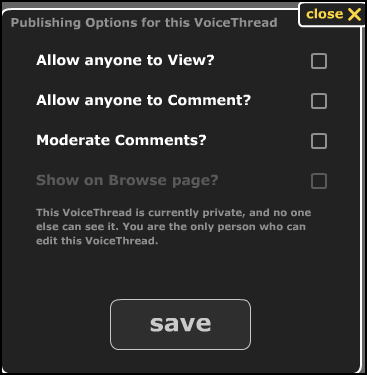 close X
Publishing Options for this VoiceThread
Allow anyone to View?
Allow anyone to Comment?
Moderate Comments?
Show on Browse page?
This VoiceThread is currently private, and no one
else can see it. You are the only person who can
edit this VoiceThread.
save